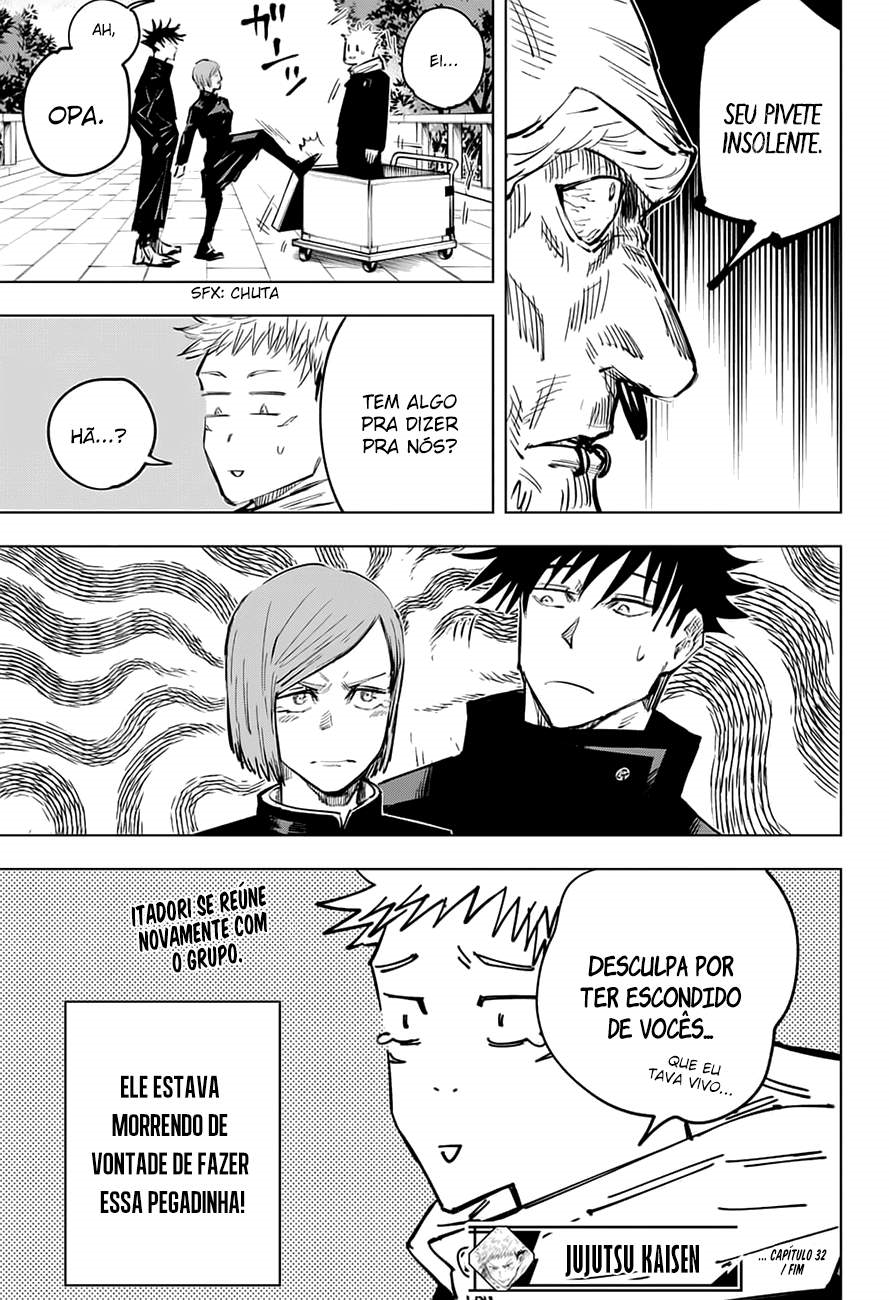 SEU PIVETE
INSOLENTE.
EI...
AH,
OPA.
SFX: CHUTA
TEM ALGO
PRA DIZER
PRA NÓS?
HÃ...?
DESCULPA POR
TER ESCONDIDO
DE VOCÊS...
QUE EU
TAVA VIVO...
ITADORI SE REÚNE
NOVAMENTE COM
O GRUPO.
ELE ESTAVA
MORRENDO DE
VONTADE DE FAZER
ESSA PEGADINHA!
JUJUTSU KAISEN
... CAPÍTULO 32
/ FIM